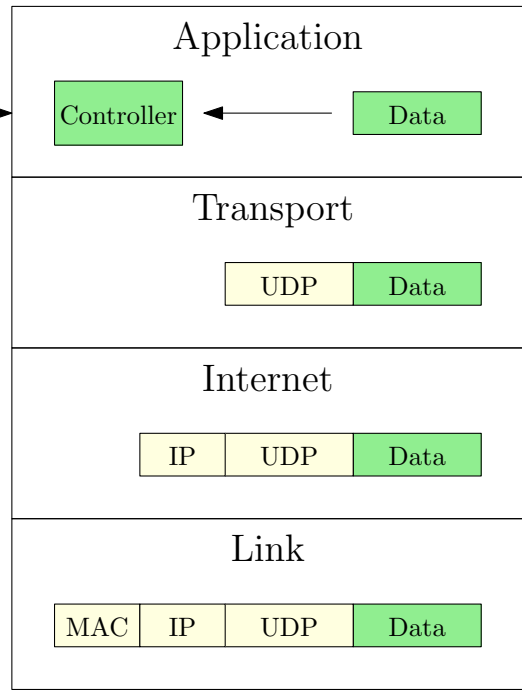 Application
Controller Data
Transport
UDP Data
Internet
IP UDP Data
Link
MAC IP UDP Data